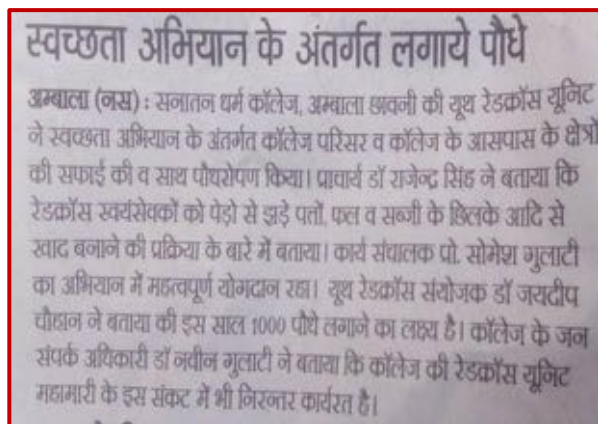 स्वच्छता अभियान के अंतर्गत लगाये पौधे
अम्बाला (नस) : सनातन धर्म कॉलेज, अम्बाला छावनी की यूथ रेडक्रॉस यूनिट
ने स्वच्छता अभियान के अंतर्गत कॉलेज परिसर व कॉलेज के आसपास के क्षेत्रों
की सफाई की व साथ पौधरोपण किया। प्राचार्य डॉ राजेन्द्र सिंह ने बताया कि
रेडक्रॉस स्वयंसेवकों को पेड़ो से झड़े पतों, फल व सब्जी के छिलके आदि से
खाद बनाने की प्रक्रिया के बारे में बताया। कार्य संचालक प्रो. सोमेश गुलाटी
का अभियान में महत्वपूर्ण योगदान रहा। यूथ रेडक्रॉस संयोजक डॉ जयदीप
चौहान ने बताया की इस साल 1000 पौधे लगाने का लक्ष्य है। कॉलेज के जन
संपर्क अधिकारी डॉ नवीन गुलाटी ने बताया कि कॉलेज की रेडक्रॉस यूनिट
महामारी के इस संकट में भी निरन्तर कार्यरत है।